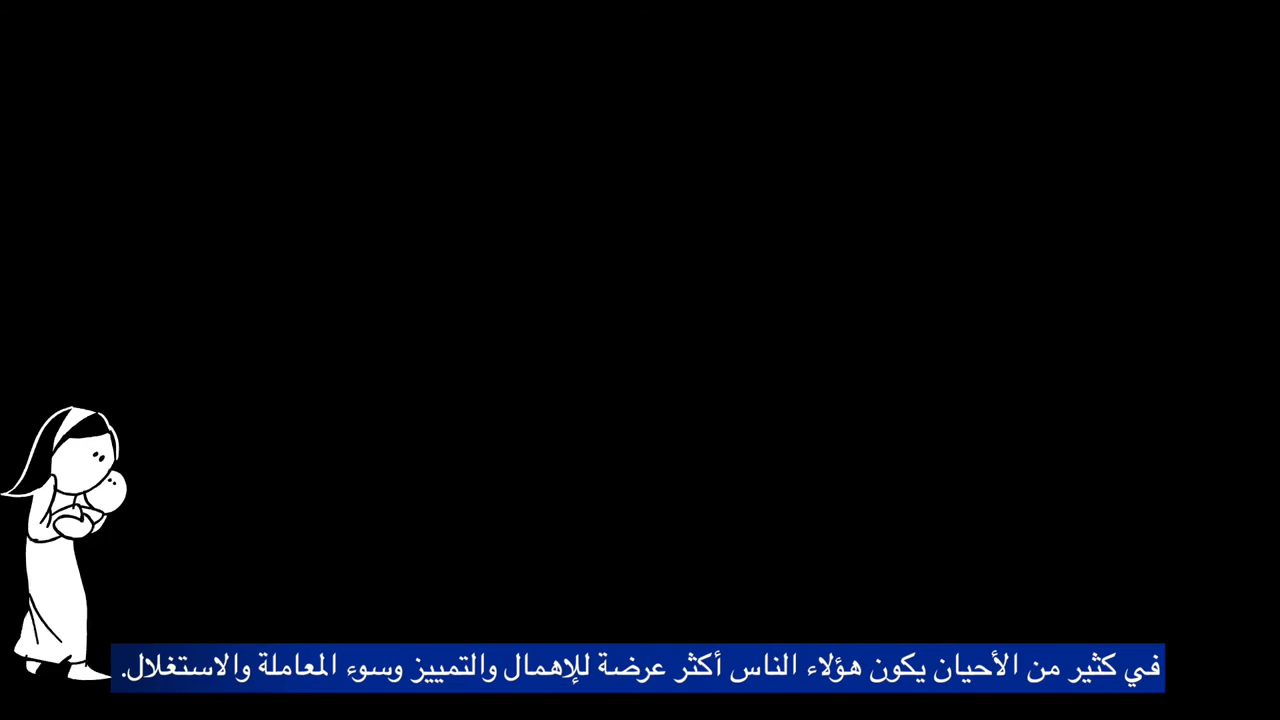 في كثير من الأحيان يكون هؤلاء الناس أكثر عرضة للإهمال والتمييز وسوء المعاملة والاستغلال.